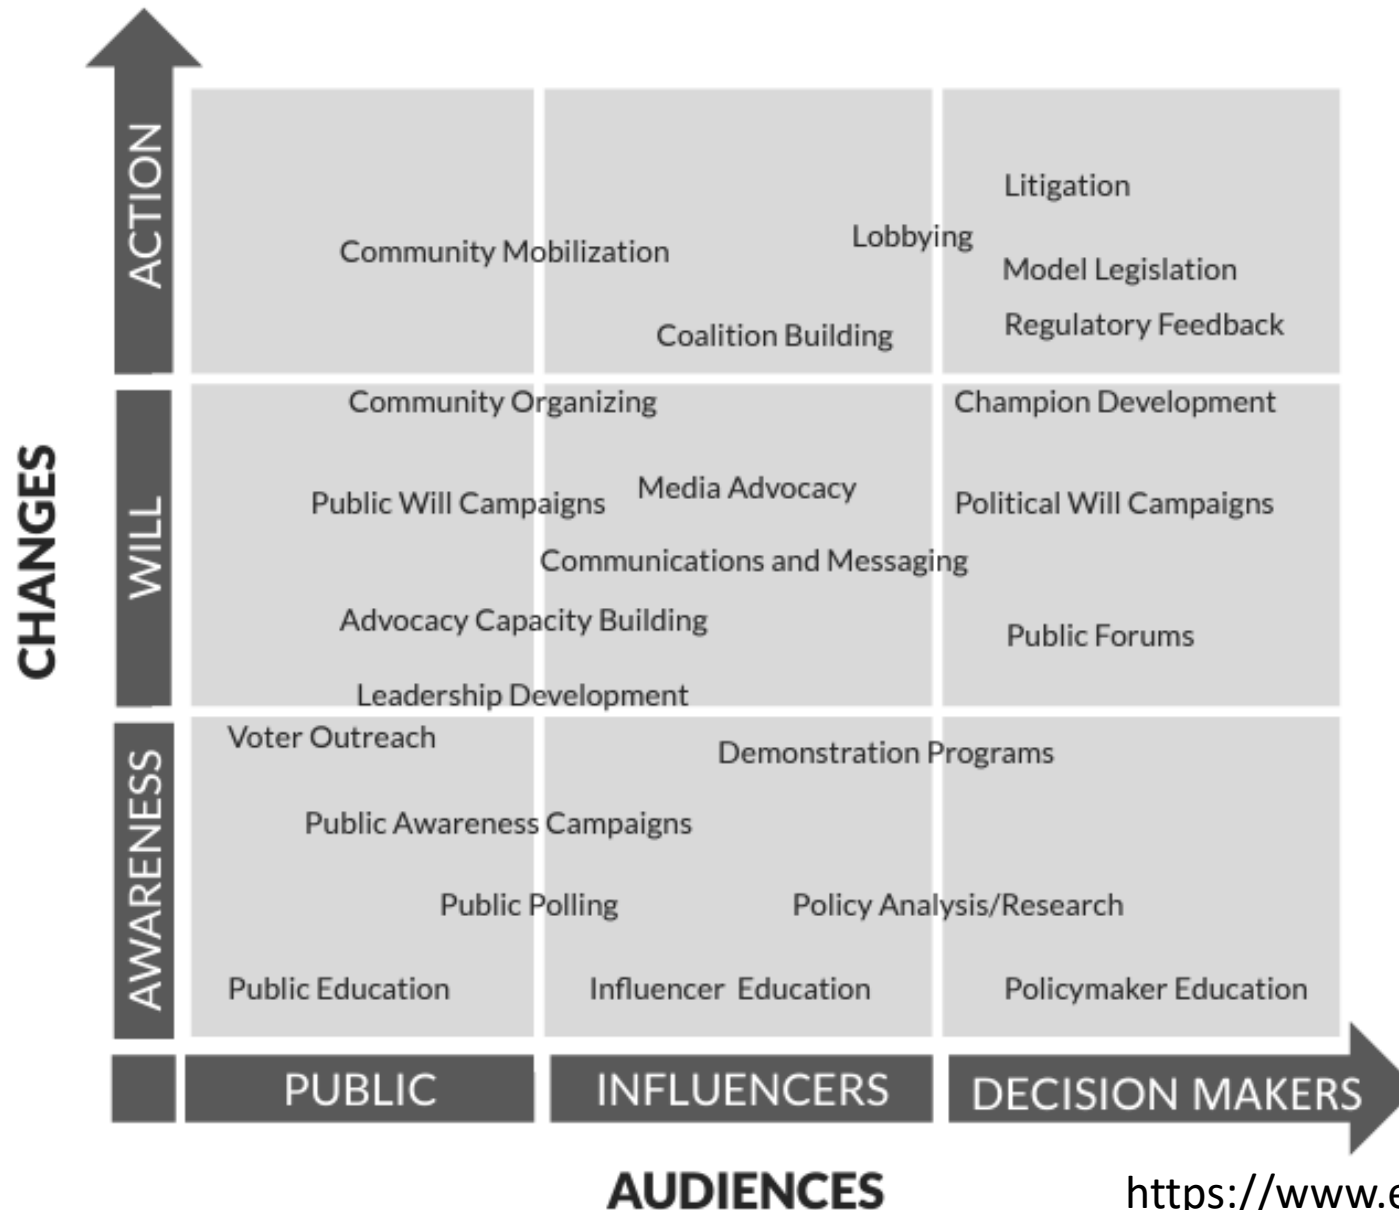 ACTION
Litigation
Lobbying
Community Mobilization
Model Legislation
Regulatory Feedback
Coalition Building
CHANGES
WILL
Community Organizing
Champion Development
Media Advocacy
Public Will Campaigns
Political Will Campaigns
Communications and Messaging
Advocacy Capacity Building
Public Forums
Leadership Development
AWARENESS
Voter Outreach
Demonstration Programs
Public Awareness Campaigns
Public Polling
Policy Analysis/Research
Public Education
Influencer Education
Policymaker Education
PUBLIC
INFLUENCERS
DECISION MAKERS
AUDIENCES
https://www.e